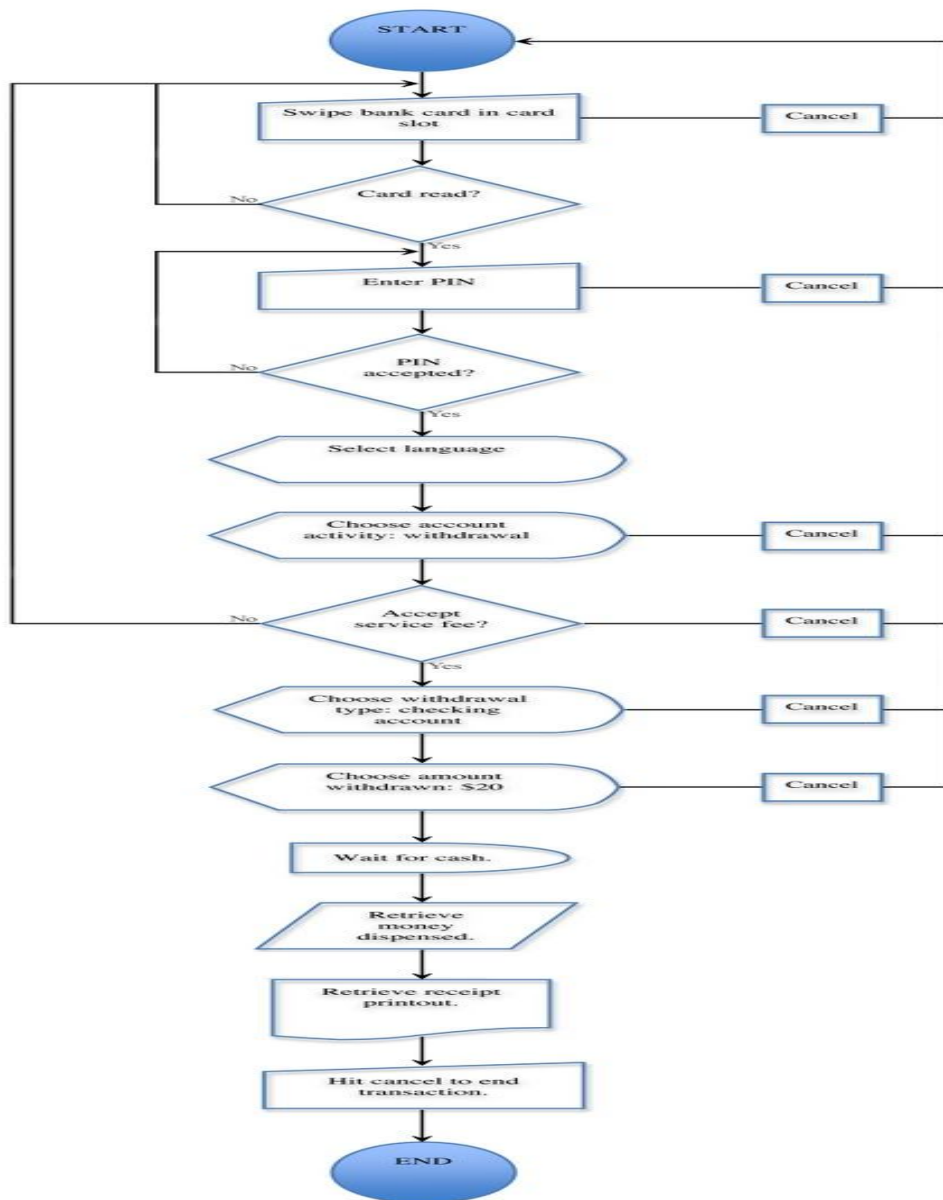 START
Swipe bank card in card
slot
Cancel
Card read?
No
Yes
Enter PIN
Cancel
PIN
accepted?
No
Yes
Select language
Choose account
activity: withdrawal
Cancel
Accept
service fee?
No
Cancel
Yes
Choose withdrawal
type: checking
account
Cancel
Choose amount
withdrawn: $20
Cancel
Wait for cash.
Retrieve
money
dispensed.
Retrieve receipt
printout.
Hit cancel to end
transaction.
END